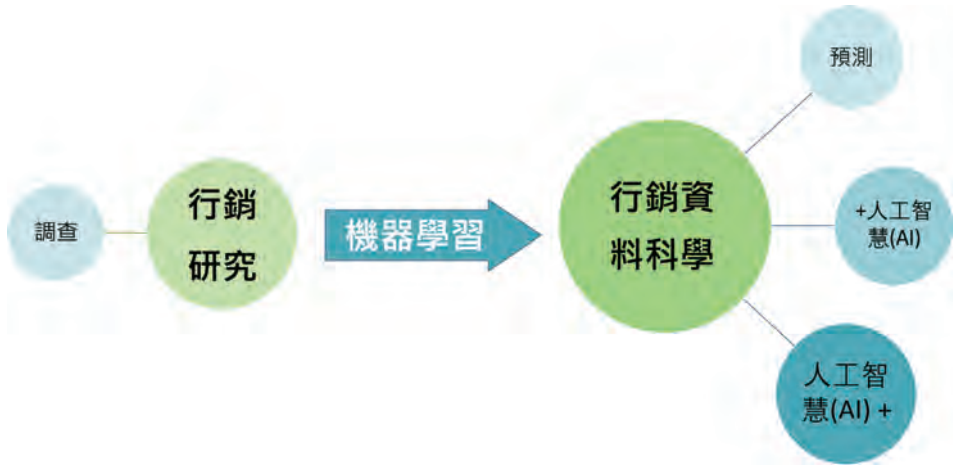 調查
行銷
研究
機器學習
行銷資
料科學
預測
+人工智
慧(AI)
人工智
慧(AI) +